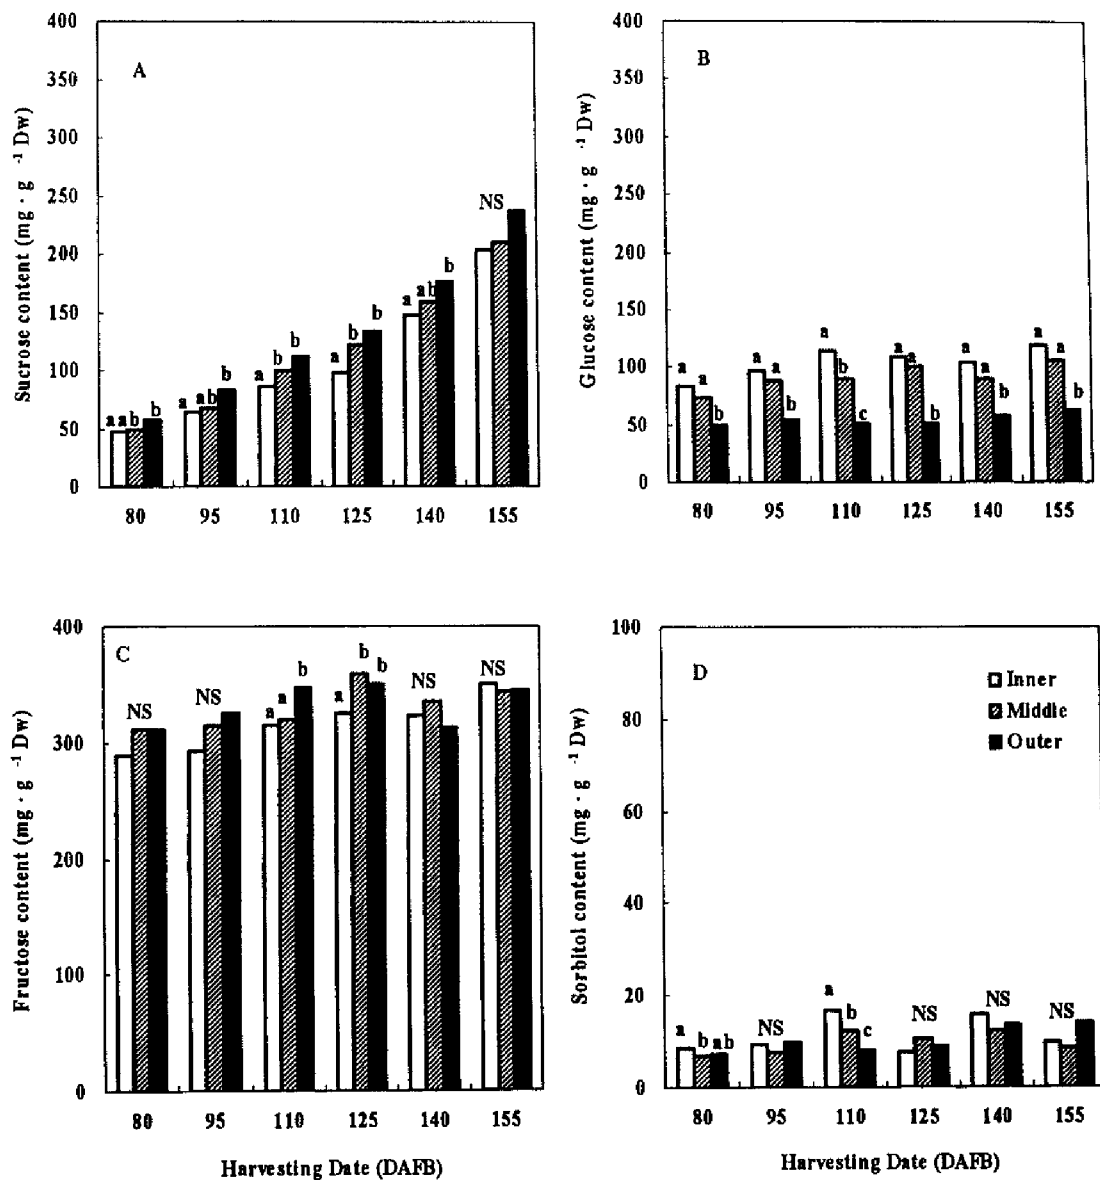 A
Sucrose content (mg · g ⁻¹ Dw)
400
350
300
250
200
150
100
50
0
a ab b
a ab b
a b b
a b b
a ab b
NS
80 95 110 125 140 155
B
Glucose content (mg · g ⁻¹ Dw)
400
350
300
250
200
150
100
50
0
a a b
a a b
a b c
a a b
a a b
a a b
80 95 110 125 140 155
C
Fructose content (mg · g ⁻¹ Dw)
400
300
200
100
0
NS
NS
a a b
a b b
NS
NS
80 95 110 125 140 155
Harvesting Date (DAFB)
D
Inner
Middle
Outer
Sorbitol content (mg · g ⁻¹ Dw)
100
80
60
40
20
0
a b ab
NS
a b c
NS
NS
NS
80 95 110 125 140 155
Harvesting Date (DAFB)